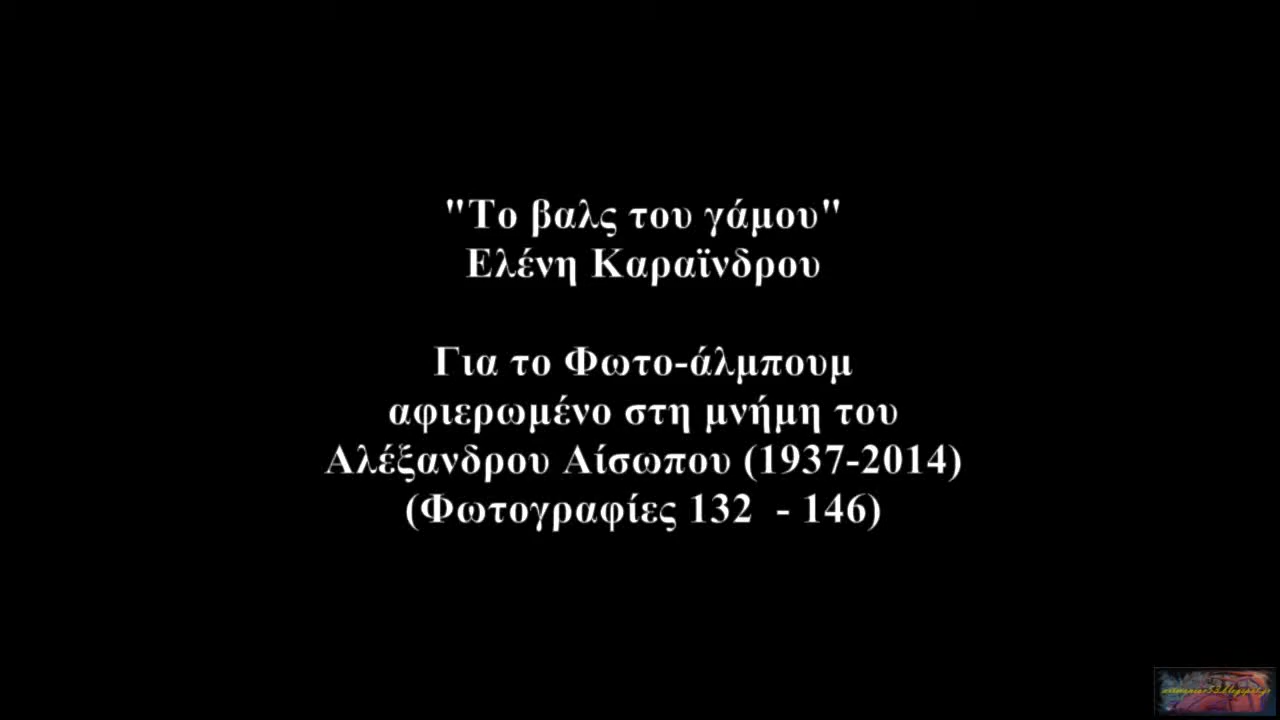 "Το βαλς του γάμου"
Ελένη Καραΐνδρου
Για το Φωτο-άλμπουμ
αφιερωμένο στη μνήμη του
Αλέξανδρου Αίσωπου (1937-2014)
(Φωτογραφίες 132 - 146)